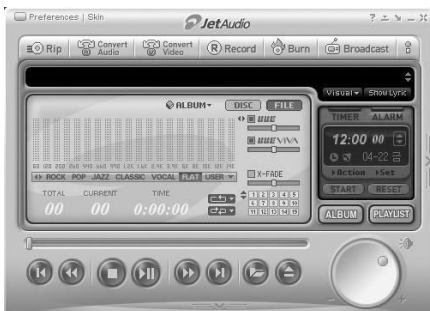 Preferences | Skin
JetAudio
Rip Convert Audio Convert Video R Record Burn Broadcast
Visual Show Lyric
ALBUM DISC FILE
TIMER ALARM
12:00 00
04-22
Action Set
START RESET
ROCK POP JAZZ CLASSIC VOCAL FLAT USER
X-FADE
TOTAL CURRENT TIME
00 00 0:00:00
1 2 3 4 5
6 7 8 9 10
11 12 13 14 15
ALBUM PLAYLIST